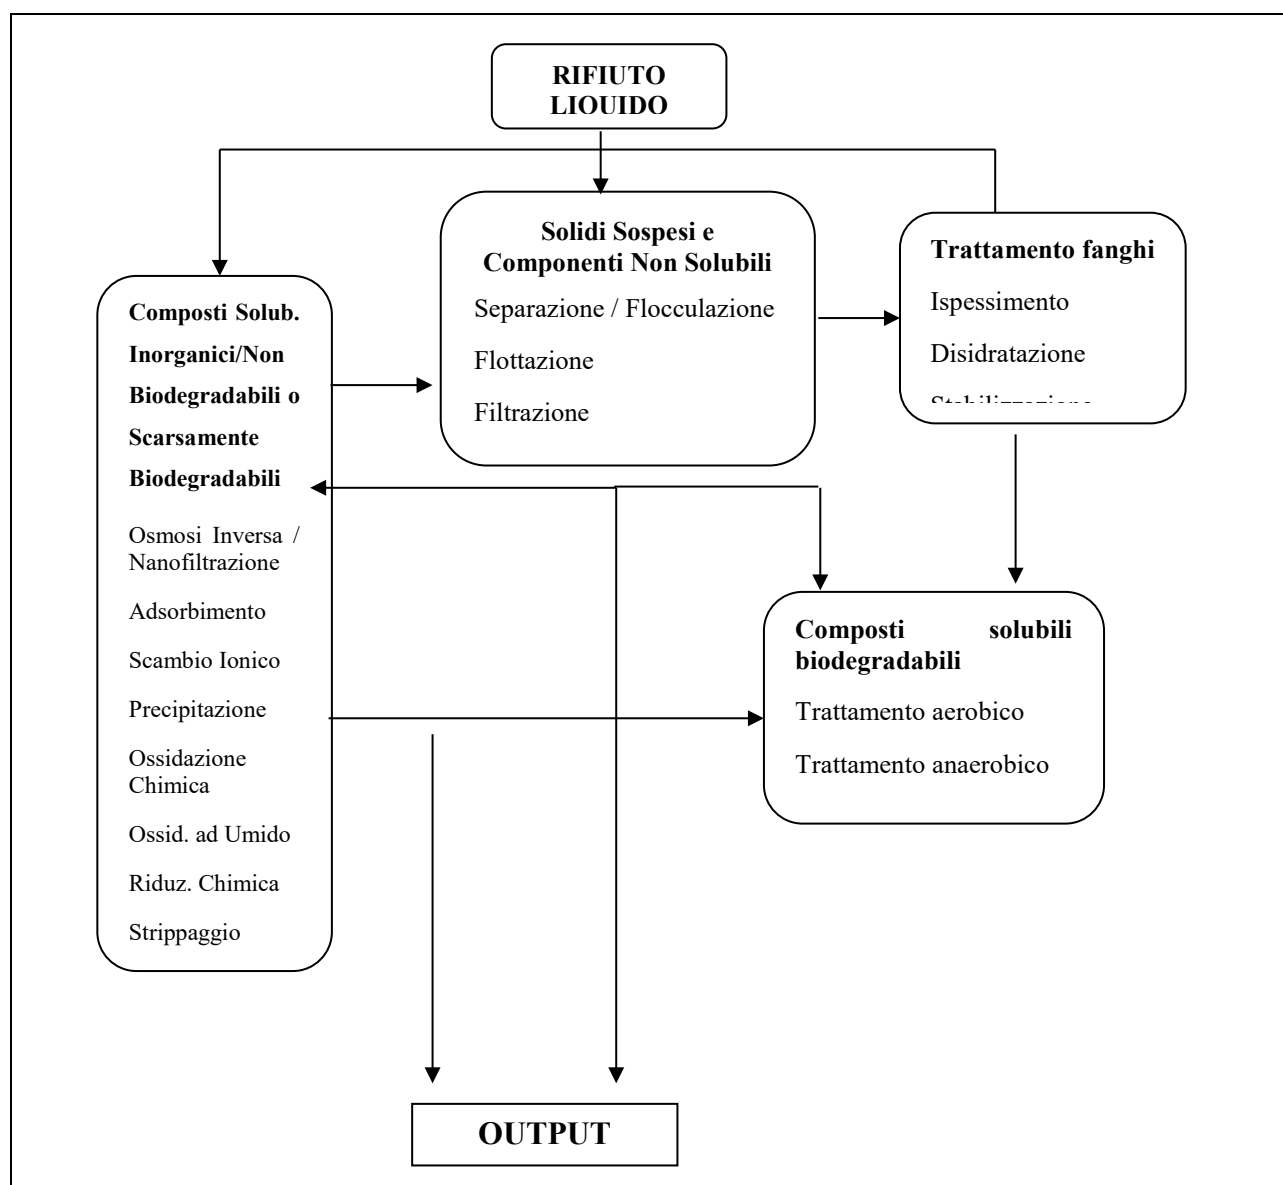 RIFIUTO
LIQUIDO
Solidi Sospesi e
Componenti Non Solubili
Separazione / Flocculazione
Flottazione
Filtrazione
Trattamento fanghi
Ispessimento
Disidratazione
Stabilizzazione
Composti Solub.
Inorganici/Non
Biodegradabili o
Scarsamente
Biodegradabili
Osmosi Inversa /
Nanofiltrazione
Adsorbimento
Scambio Ionico
Precipitazione
Ossidazione
Chimica
Ossid. ad Umido
Riduz. Chimica
Strippaggio
Composti solubili
biodegradabili
Trattamento aerobico
Trattamento anaerobico
OUTPUT